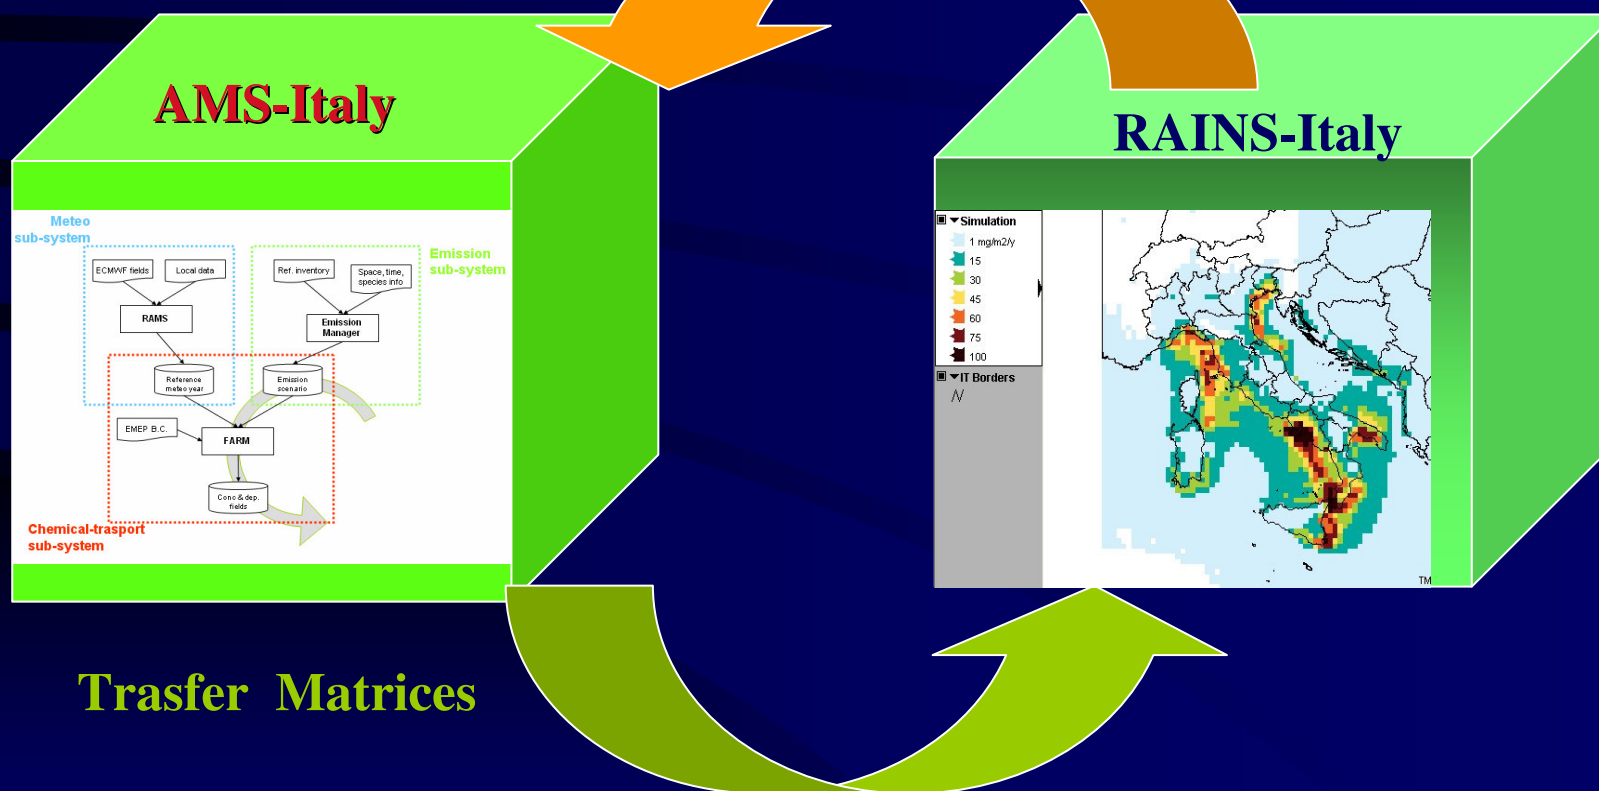 AMS-Italy
Meteo
sub-system
Emission
sub-system
ECMWF fields
Local data
Ref. inventory
Space, time,
species info
RAMS
Emission
Manager
Reference
meteo year
Emission
scenario
EMEP B.C.
FARM
Conc & dep.
fields
Chemical-trasport
sub-system
Trasfer Matrices
RAINS-Italy
Simulation
1 mg/m2/y
15
30
45
60
75
100
IT Borders
TM